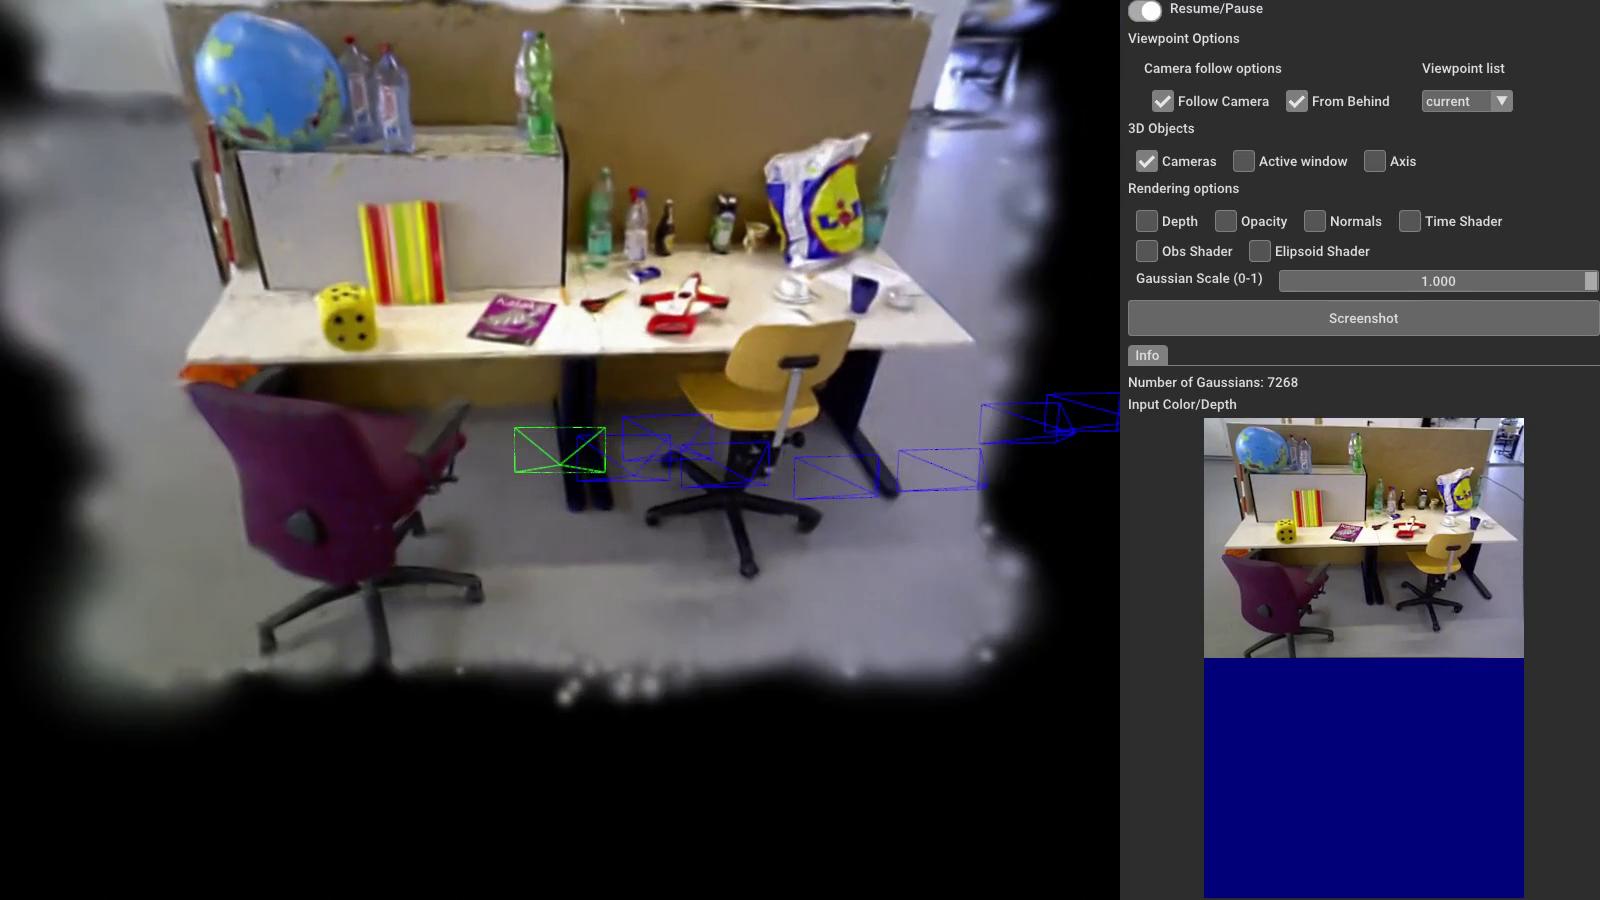 Resume/Pause
Viewpoint Options
Camera follow options
Viewpoint list
Follow Camera
From Behind
current
3D Objects
Cameras
Active window
Axis
Rendering options
Depth
Opacity
Normals
Time Shader
Obs Shader
Elipsoid Shader
Gaussian Scale (0-1)
1.000
Screenshot
Info
Number of Gaussians: 7268
Input Color/Depth